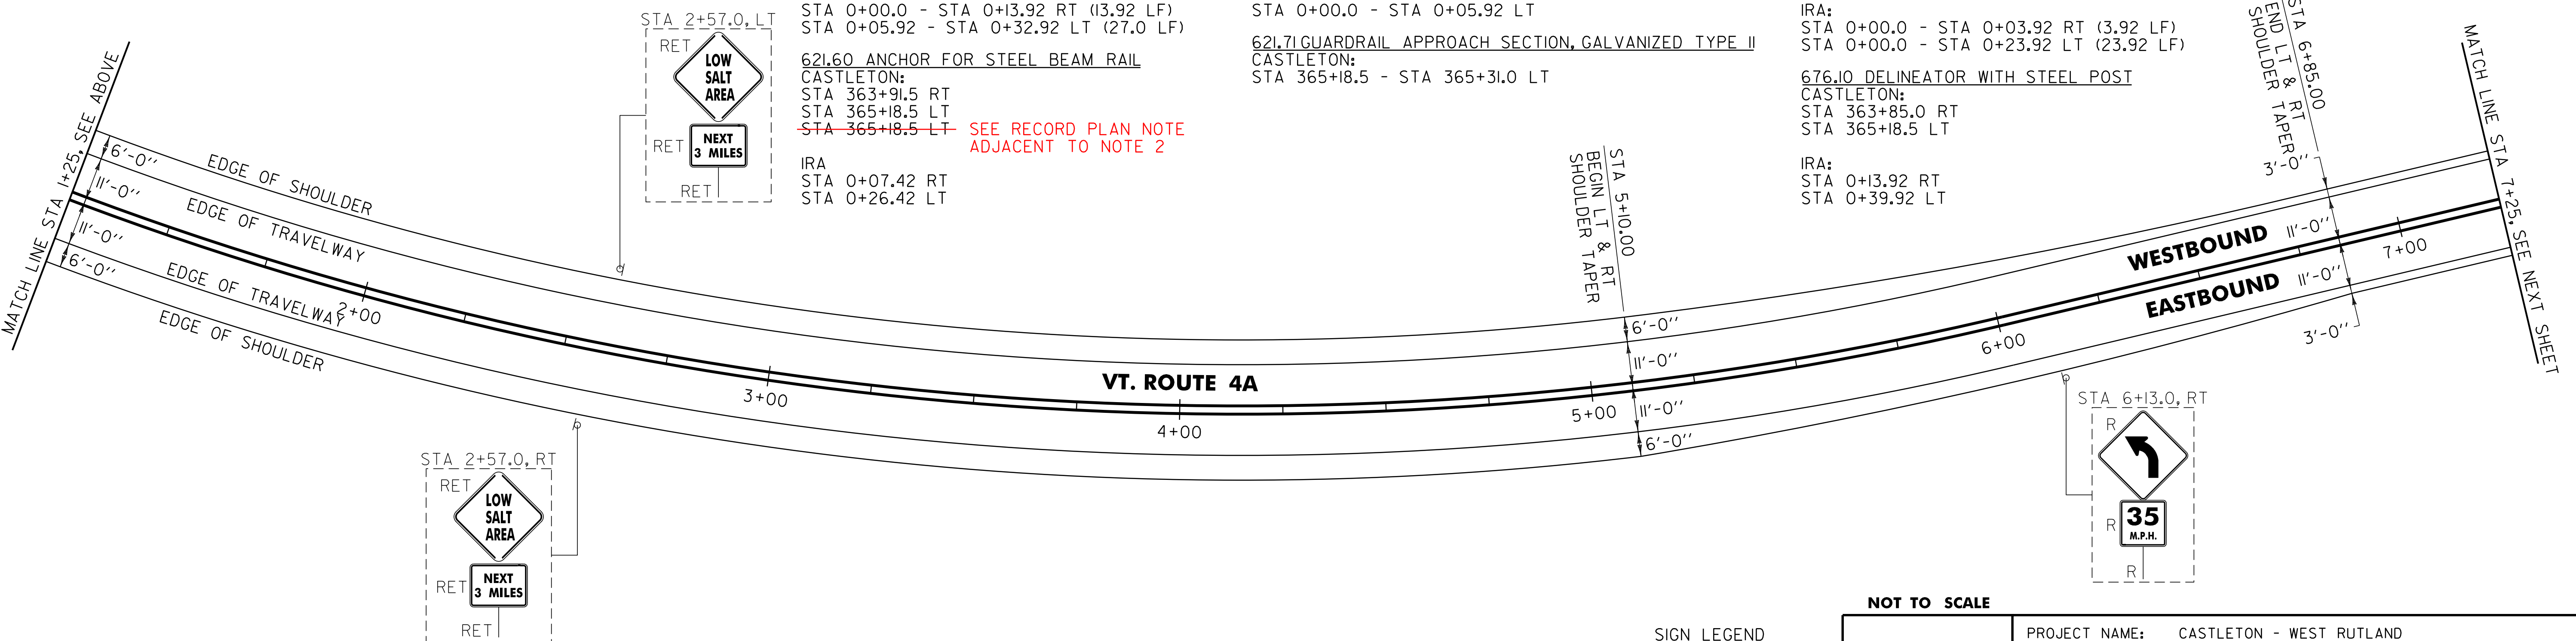 STA 0+00.0 - STA 0+13.92 RT (13.92 LF)
STA 0+05.92 - STA 0+32.92 LT (27.0 LF)
621.60 ANCHOR FOR STEEL BEAM RAIL
CASTLETON:
STA 363+91.5 RT
STA 365+18.5 LT
STA 365+18.5 LT
SEE RECORD PLAN NOTE
ADJACENT TO NOTE 2
IRA
STA 0+07.42 RT
STA 0+26.42 LT
STA 0+00.0 - STA 0+05.92 LT
621.71 GUARDRAIL APPROACH SECTION, GALVANIZED TYPE II
CASTLETON:
STA 365+18.5 - STA 365+31.0 LT
IRA:
STA 0+00.0 - STA 0+03.92 RT (3.92 LF)
STA 0+00.0 - STA 0+23.92 LT (23.92 LF)
676.10 DELINEATOR WITH STEEL POST
CASTLETON:
STA 363+85.0 RT
STA 365+18.5 LT
IRA:
STA 0+13.92 RT
STA 0+39.92 LT
STA 2+57.0, LT
RET
LOW
SALT
AREA
RET
NEXT
3 MILES
RET
MATCH LINE STA 1+25, SEE ABOVE
6'-0"
11'-0"
11'-0"
6'-0"
EDGE OF SHOULDER
EDGE OF TRAVELWAY
EDGE OF TRAVELWAY
EDGE OF SHOULDER
2+00
3+00
VT. ROUTE 4A
4+00
5+00
STA 5+10.00
BEGIN LT & RT
SHOULDER TAPER
6'-0"
11'-0"
11'-0"
6'-0"
6+00
WESTBOUND
EASTBOUND
STA 6+85.00
END LT & RT
SHOULDER TAPER
3'-0"
11'-0"
11'-0"
3'-0"
7+00
MATCH LINE STA 7+25, SEE NEXT SHEET
STA 2+57.0, RT
RET
LOW
SALT
AREA
RET
NEXT
3 MILES
RET
STA 6+13.0, RT
R
R
35
M.P.H.
R
NOT TO SCALE
SIGN LEGEND
PROJECT NAME: CASTLETON - WEST RUTLAND